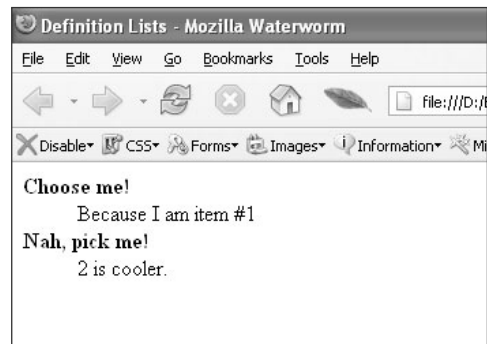 Definition Lists - Mozilla Waterworm
File Edit View Go Bookmarks Tools Help
file:///D:/
Disable CSS Forms Images Information Mi
Choose me!
Because I am item #1
Nah, pick me!
2 is cooler.